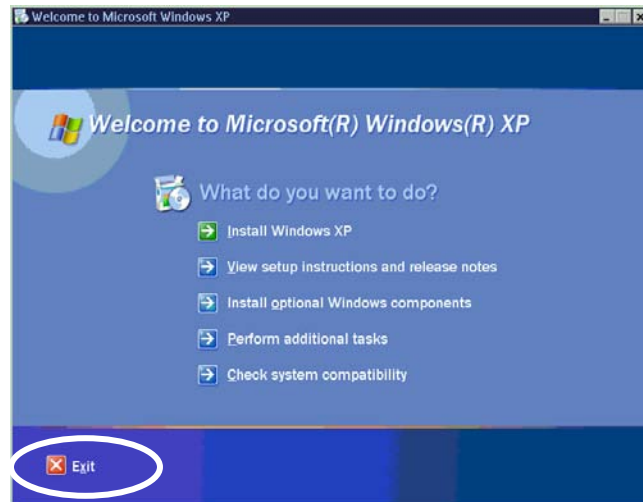 Welcome to Microsoft Windows XP
Welcome to Microsoft(R) Windows(R) XP
What do you want to do?
Install Windows XP
View setup instructions and release notes
Install optional Windows components
Perform additional tasks
Check system compatibility
Exit